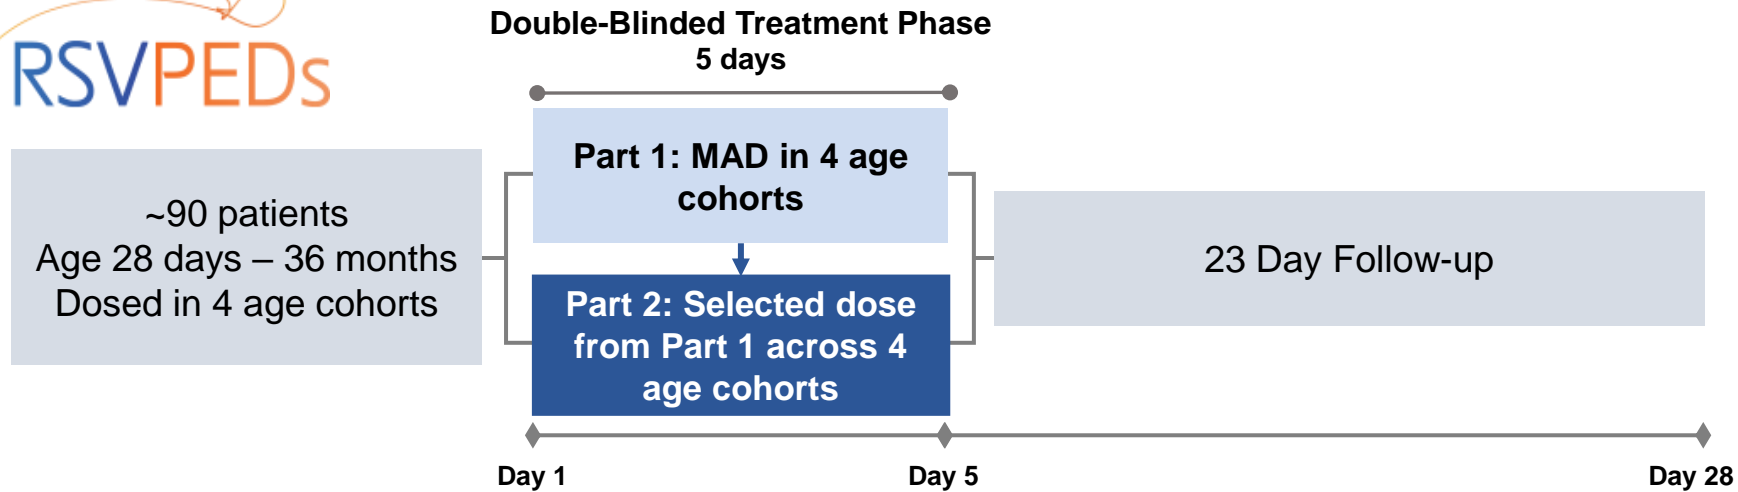 RSVPEDs
Double-Blinded Treatment Phase
5 days
~90 patients
Age 28 days – 36 months
Dosed in 4 age cohorts
Part 1: MAD in 4 age
cohorts
Part 2: Selected dose
from Part 1 across 4
age cohorts
23 Day Follow-up
Day 1
Day 5
Day 28